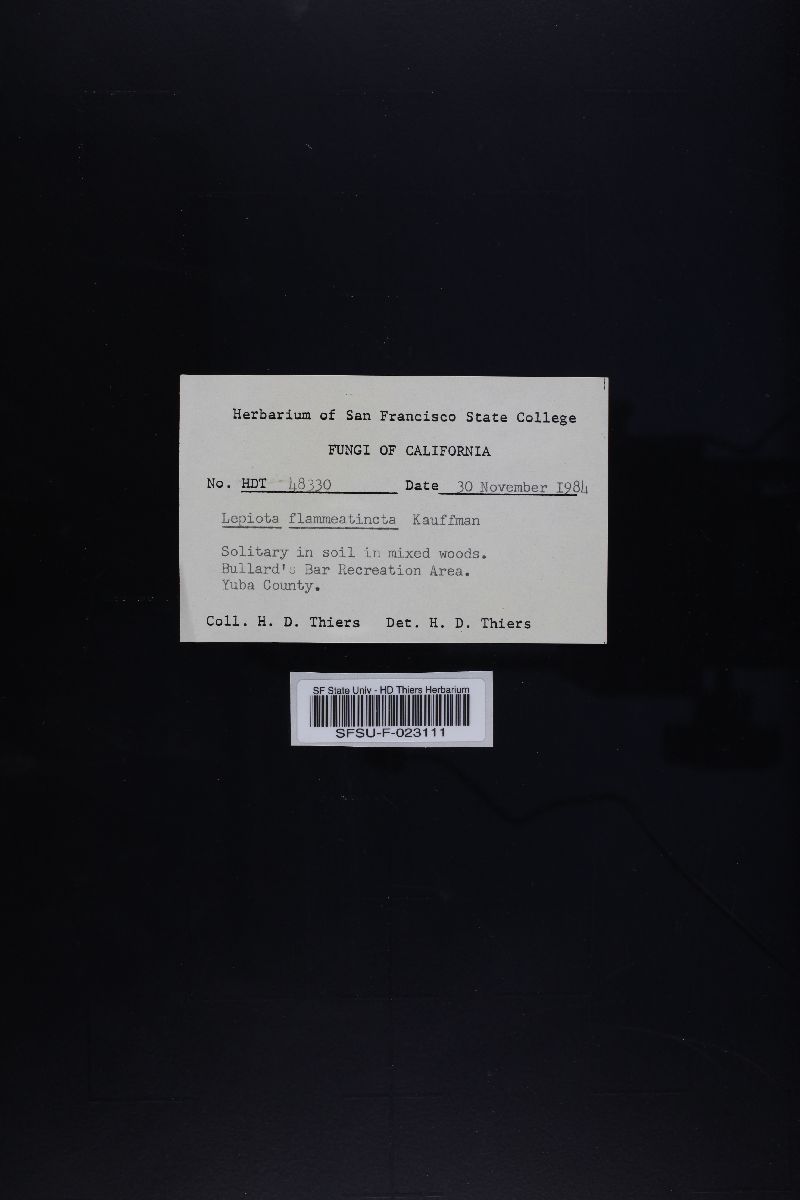 Herbarium of San Francisco State College
FUNGI OF CALIFORNIA
No. HDT 48330 Date 30 November 1984
Lepiota flammeatincta Kauffman
Solitary in soil in mixed woods.
Bullard's Bar Recreation Area.
Yuba County.
Coll. H. D. Thiers Det. H. D. Thiers
SF State Univ - HD Thiers Herbarium
SFSU-F-023111